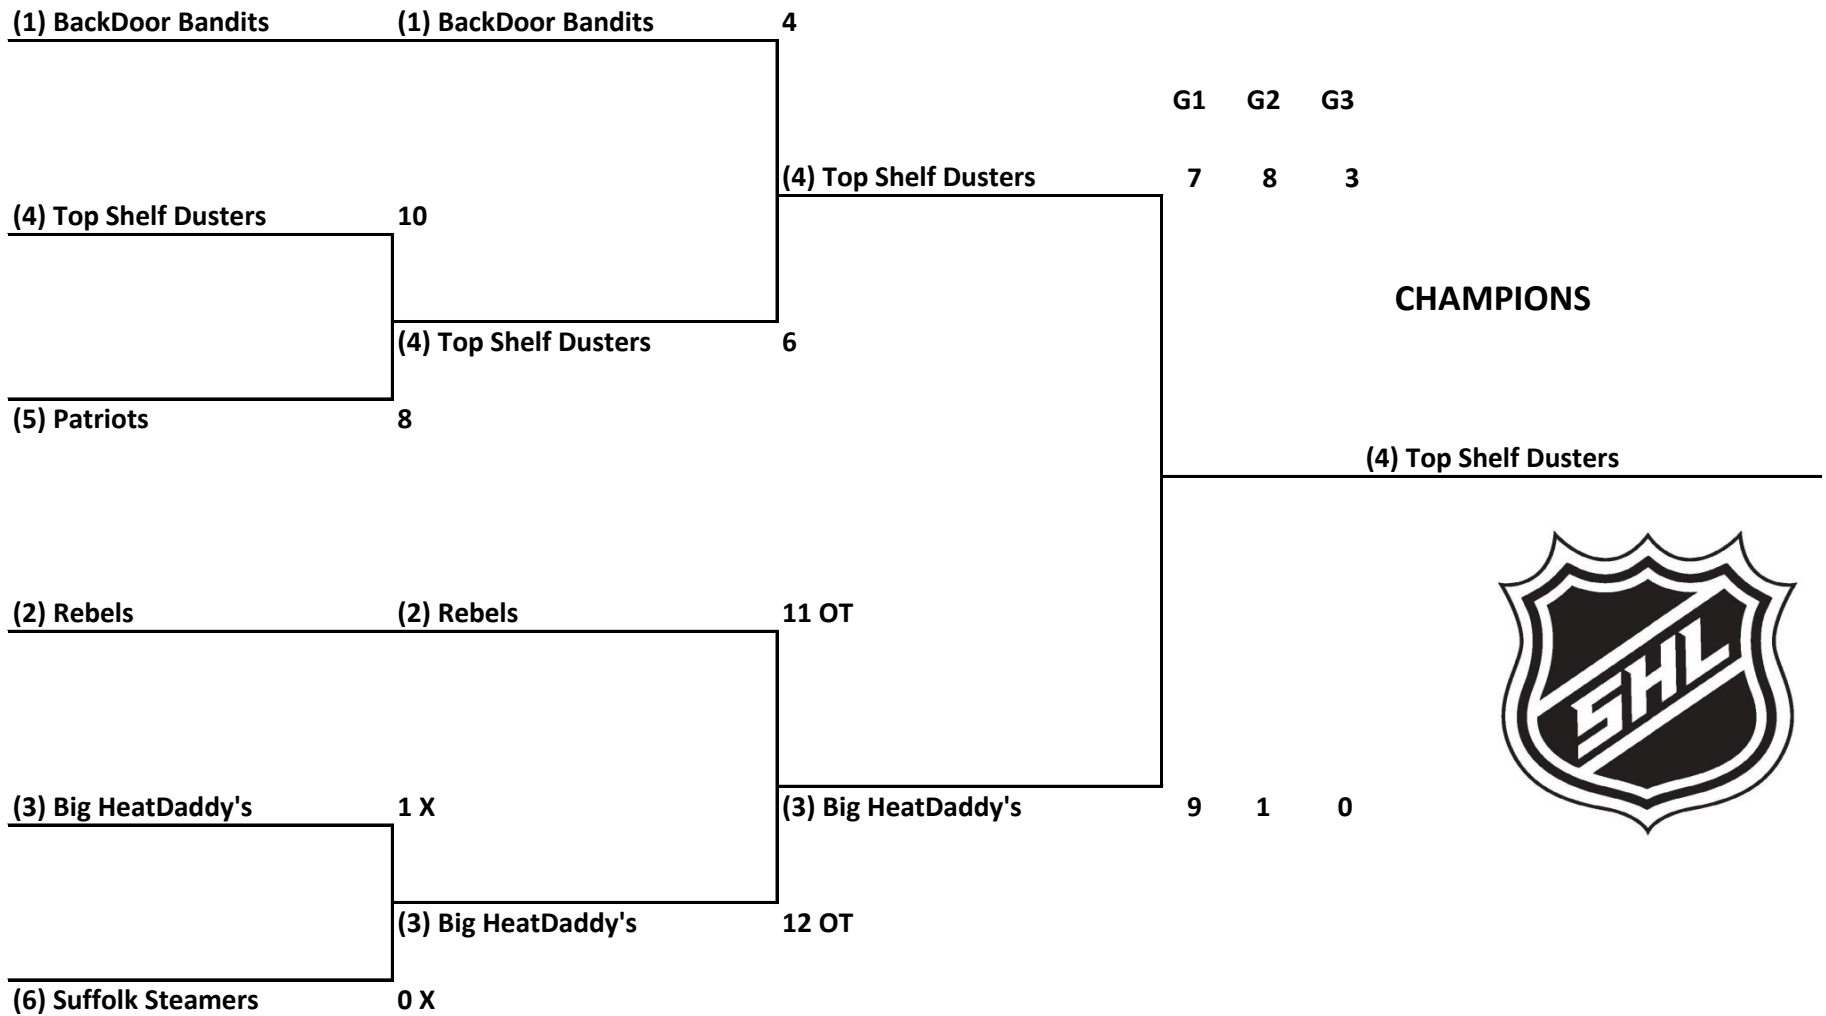 (1) BackDoor Bandits (1) BackDoor Bandits 4
G1 G2 G3
(4) Top Shelf Dusters 7 8 3
(4) Top Shelf Dusters 10
CHAMPIONS
(4) Top Shelf Dusters 6
(5) Patriots 8
(4) Top Shelf Dusters
(2) Rebels (2) Rebels 11 OT
SHL
(3) Big HeatDaddy's 1 X (3) Big HeatDaddy's 9 1 0
(3) Big HeatDaddy's 12 OT
(6) Suffolk Steamers 0 X